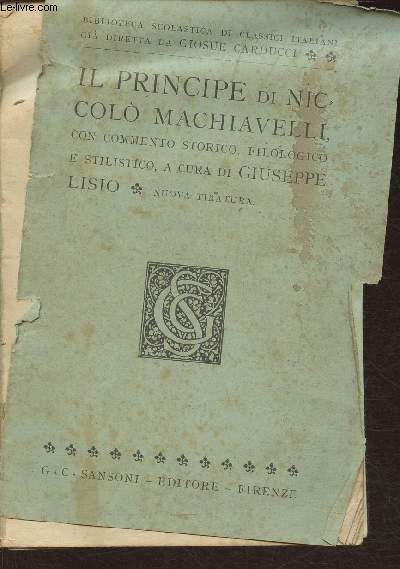 © le-livre.com
BIBLIOTECA SCOLASTICA DI CLASSICI ITALIANI
GIÀ DIRETTA DA GIOSUE CARDUCCI
IL PRINCIPE DI NIC-
COLÒ MACHIAVELLI,
CON COMMENTO STORICO, FILOLOGICO
E STILISTICO, A CURA DI GIUSEPPE
LISIO NUOVA TIRATURA.
G. C. SANSONI - EDITORE - FIRENZE